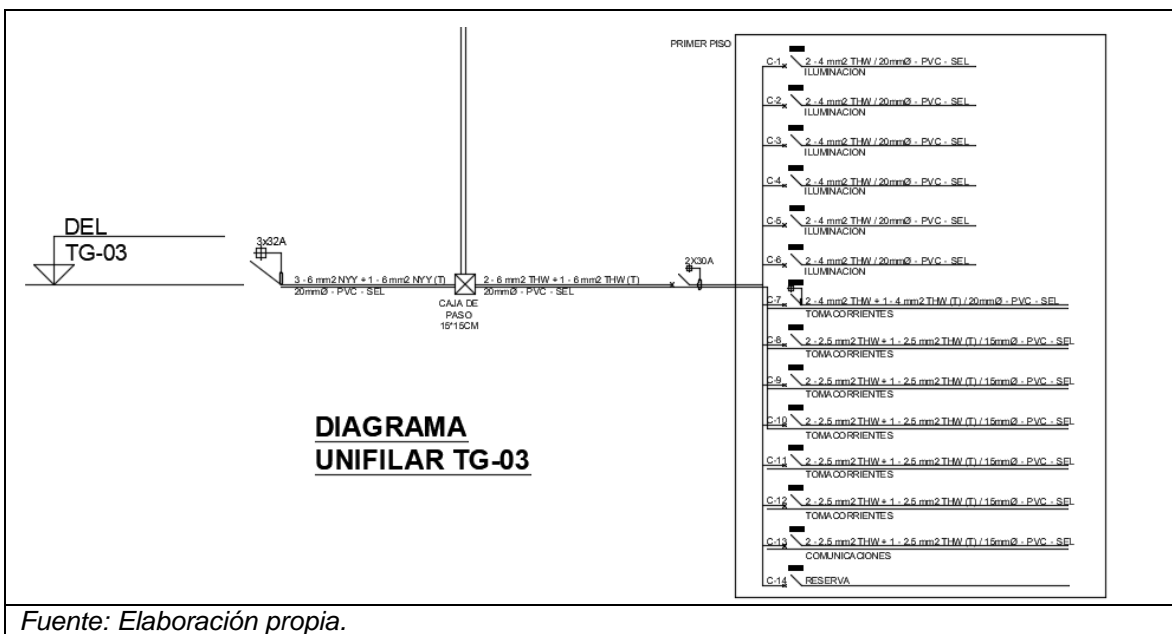 PRIMER PISO
C-1 2 - 4 mm2 THW / 20mmØ - PVC - SEL
ILUMINACION
C-2 2 - 4 mm2 THW / 20mmØ - PVC - SEL
ILUMINACION
C-3 2 - 4 mm2 THW / 20mmØ - PVC - SEL
ILUMINACION
C-4 2 - 4 mm2 THW / 20mmØ - PVC - SEL
ILUMINACION
C-5 2 - 4 mm2 THW / 20mmØ - PVC - SEL
ILUMINACION
C-6 2 - 4 mm2 THW / 20mmØ - PVC - SEL
ILUMINACION
DEL
TG-03
3x32A
3 - 6 mm2 NYY + 1 - 6 mm2 NYY (T)
20mmØ - PVC - SEL
CAJA DE
PASO
15*15CM
2 - 6 mm2 THW + 1 - 6 mm2 THW (T)
20mmØ - PVC - SEL
2X30A
C-7 2 - 4 mm2 THW + 1 - 4 mm2 THW (T) / 20mmØ - PVC - SEL
TOMACORRIENTES
C-8 2 - 2.5 mm2 THW + 1 - 2.5 mm2 THW (T) / 15mmØ - PVC - SEL
TOMACORRIENTES
C-9 2 - 2.5 mm2 THW + 1 - 2.5 mm2 THW (T) / 15mmØ - PVC - SEL
TOMACORRIENTES
C-10 2 - 2.5 mm2 THW + 1 - 2.5 mm2 THW (T) / 15mmØ - PVC - SEL
TOMACORRIENTES
C-11 2 - 2.5 mm2 THW + 1 - 2.5 mm2 THW (T) / 15mmØ - PVC - SEL
TOMACORRIENTES
C-12 2 - 2.5 mm2 THW + 1 - 2.5 mm2 THW (T) / 15mmØ - PVC - SEL
TOMACORRIENTES
C-13 2 - 2.5 mm2 THW + 1 - 2.5 mm2 THW (T) / 15mmØ - PVC - SEL
COMUNICACIONES
C-14 RESERVA
DIAGRAMA
UNIFILAR TG-03
Fuente: Elaboración propia.